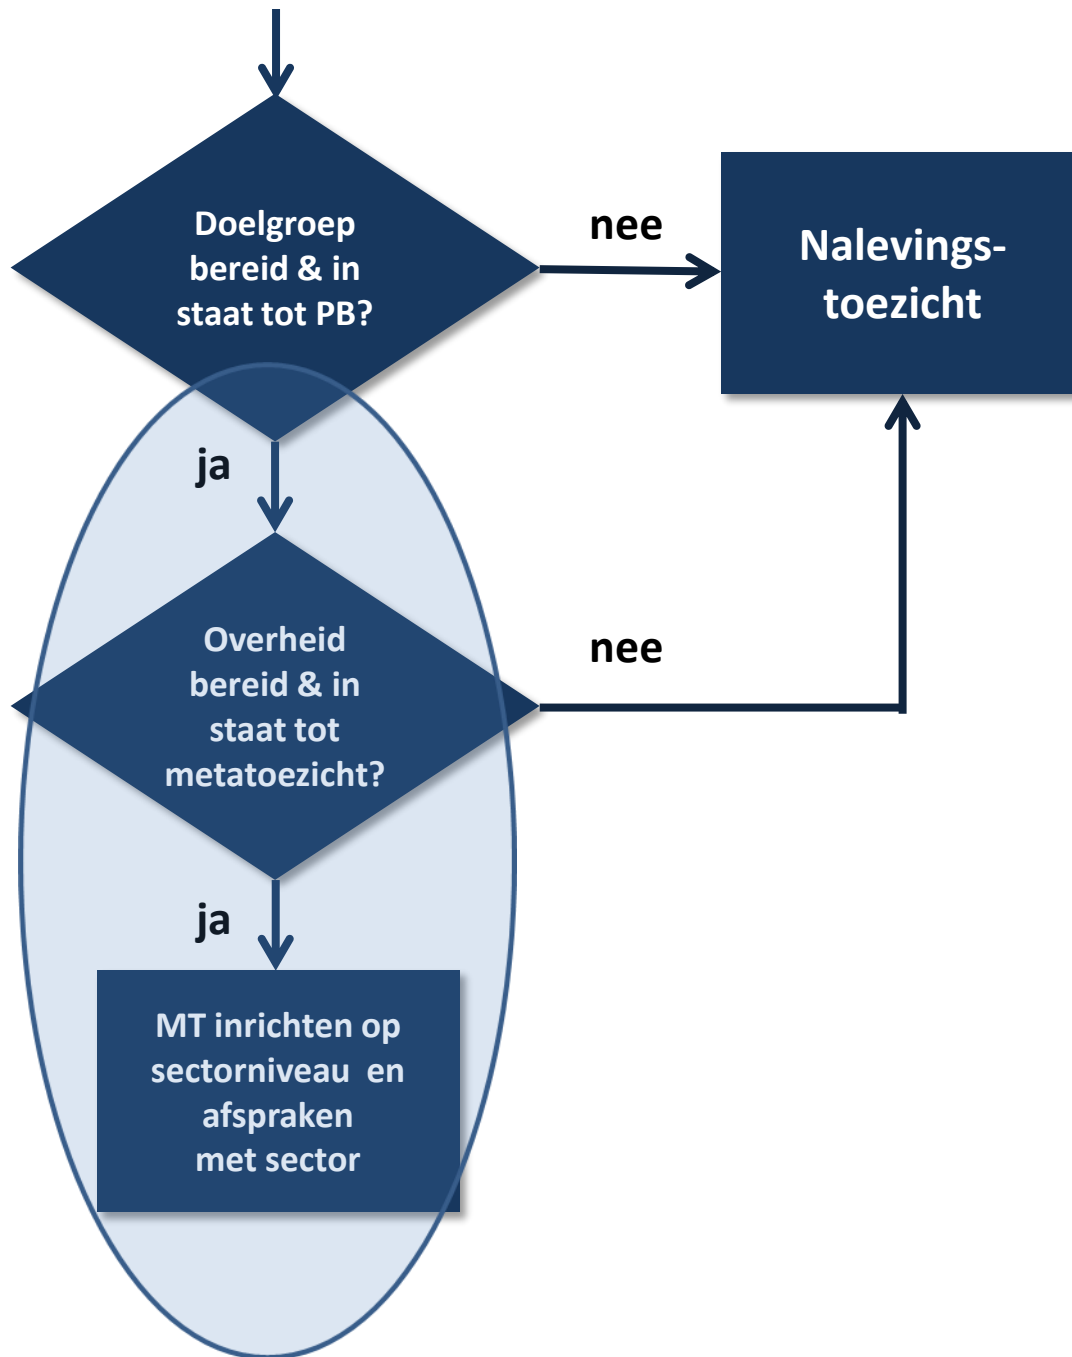 Doelgroep
bereid & in
staat tot PB?
nee
Nalevings-
toezicht
ja
Overheid
bereid & in
staat tot
metatoezicht?
nee
ja
MT inrichten op
sectorniveau en
afspraken
met sector